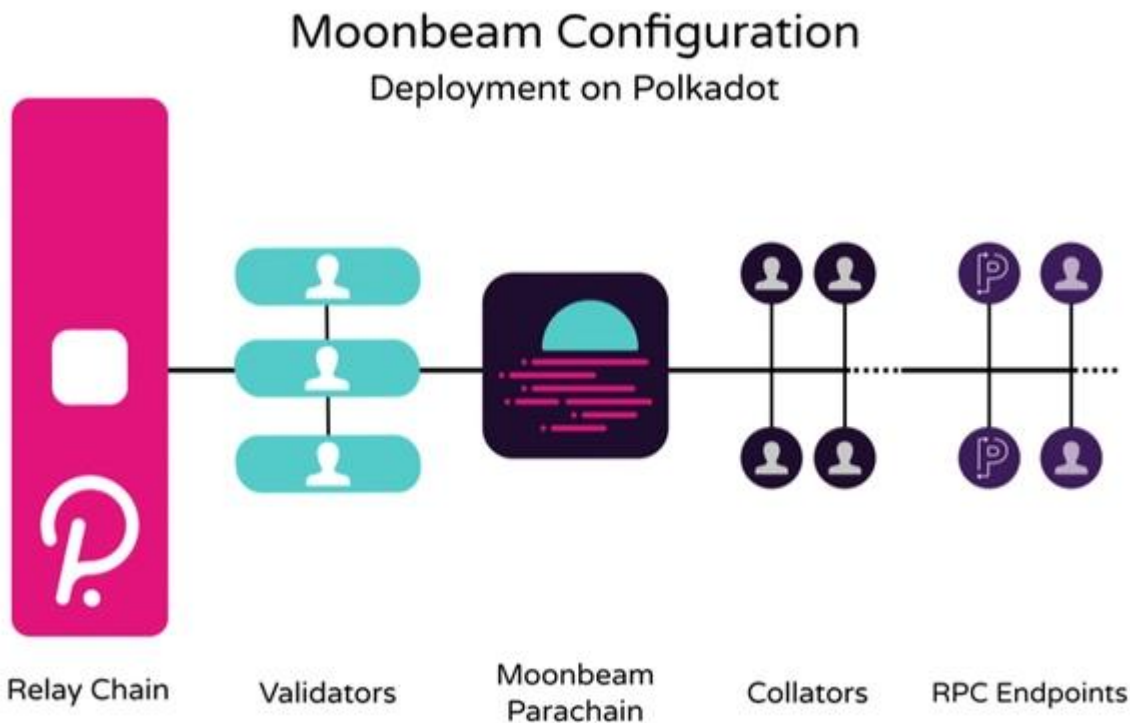 Moonbeam Configuration
Deployment on Polkadot
Relay Chain
Validators
Moonbeam
Parachain
Collators
RPC Endpoints